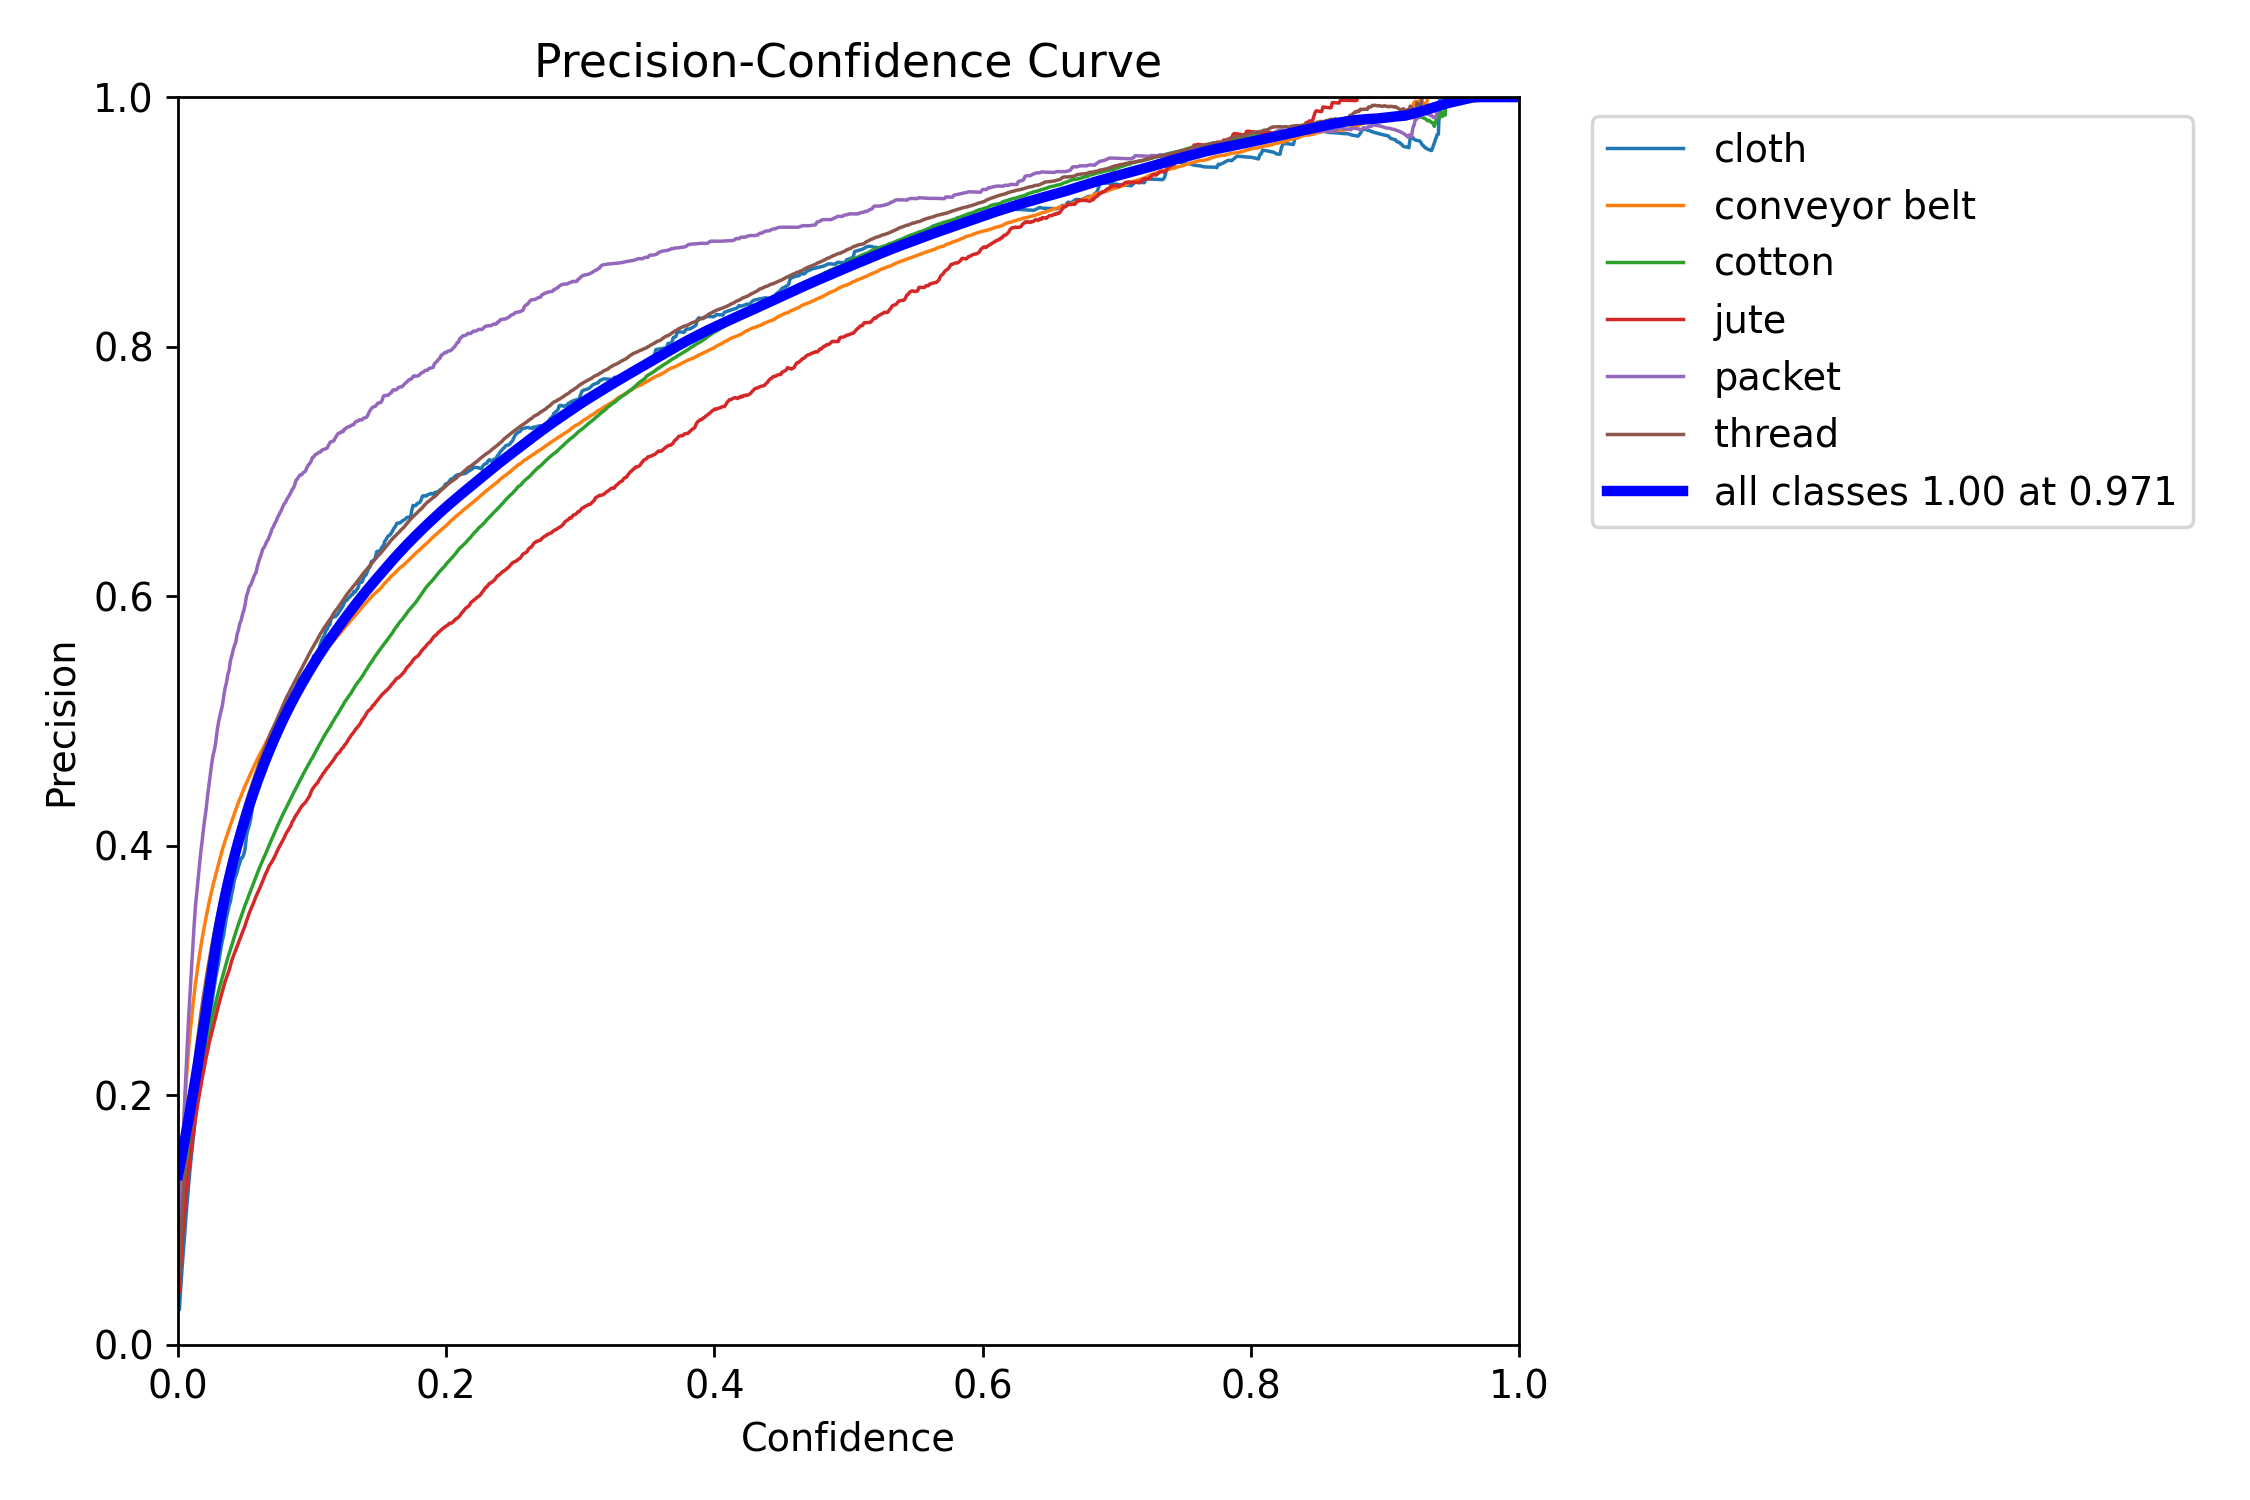 Precision-Confidence Curve
1.0
0.8
0.6
0.4
0.2
0.0
Precision
0.0 0.2 0.4 0.6 0.8 1.0
Confidence
cloth
conveyor belt
cotton
jute
packet
thread
all classes 1.00 at 0.971